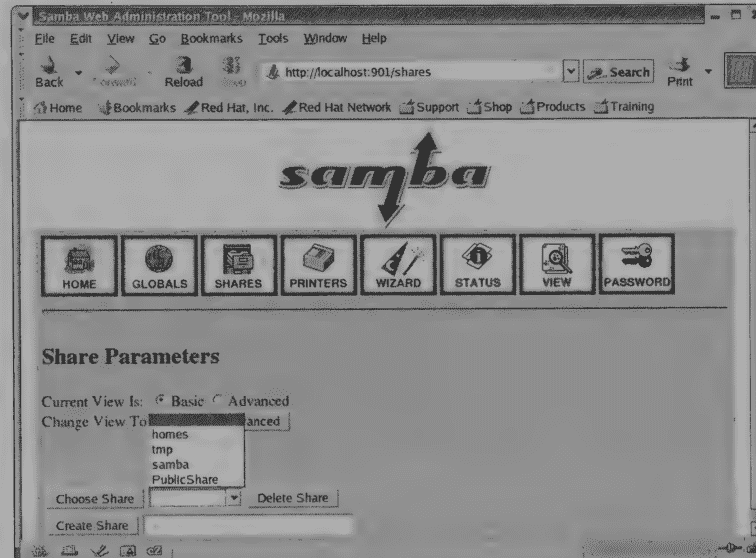 Samba Web Administration Tool - Mozilla
File Edit View Go Bookmarks Tools Window Help
Back Forward Reload Stop http://localhost:901/shares Search Print
Home Bookmarks Red Hat, Inc. Red Hat Network Support Shop Products Training
samba
HOME GLOBALS SHARES PRINTERS WIZARD STATUS VIEW PASSWORD
Share Parameters
Current View Is: Basic Advanced
Change View To anced
homes
tmp
samba
PublicShare
Choose Share Delete Share
Create Share